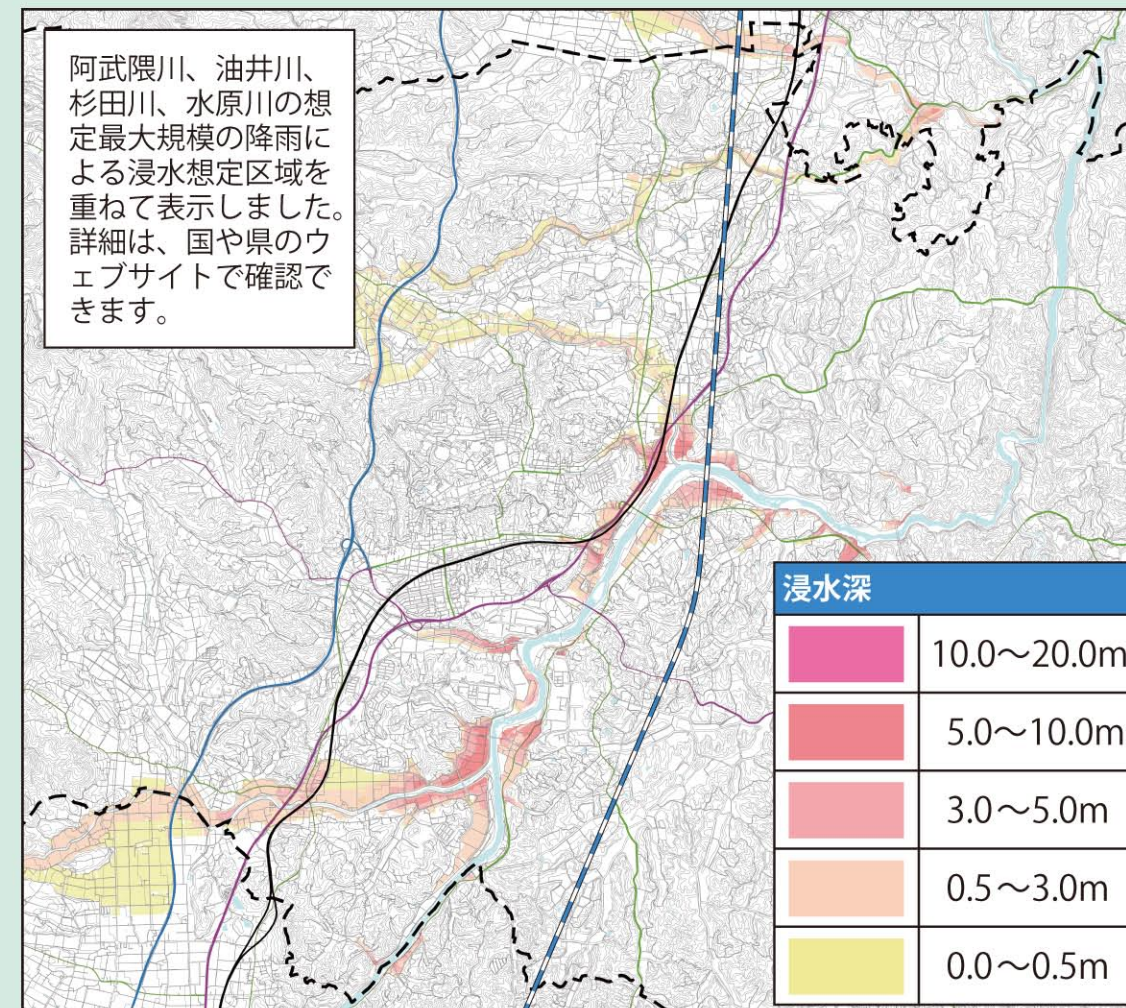 阿武隈川、油井川、
杉田川、水原川の想
定最大規模の降雨に
よる浸水想定区域を
重ねて表示しました。
詳細は、国や県のウ
ェブサイトで確認で
きます。
浸水深
10.0〜20.0m
5.0〜10.0m
3.0〜5.0m
0.5〜3.0m
0.0〜0.5m